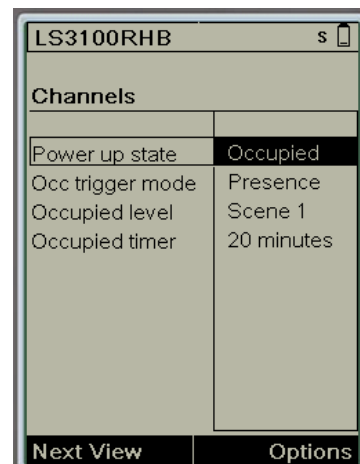 LS3100RHB S
Channels
Power up state Occupied
Occ trigger mode Presence
Occupied level Scene 1
Occupied timer 20 minutes
Next View Options